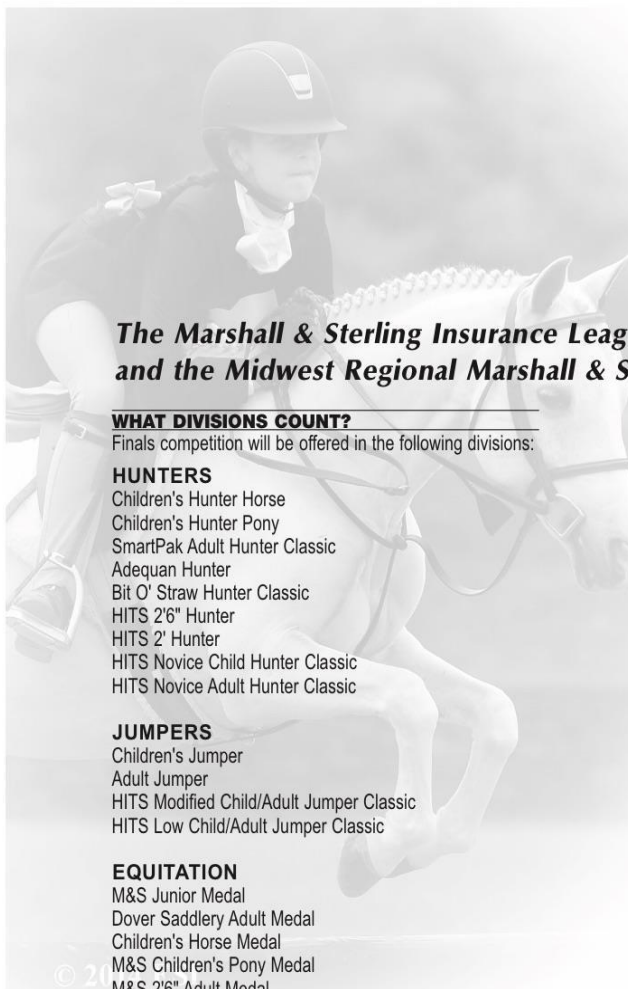 The Marshall & Sterling Insurance Leag
and the Midwest Regional Marshall & S
WHAT DIVISIONS COUNT?
Finals competition will be offered in the following divisions:
HUNTERS
Children's Hunter Horse
Children's Hunter Pony
SmartPak Adult Hunter Classic
Adequan Hunter
Bit O' Straw Hunter Classic
HITS 2'6" Hunter
HITS 2' Hunter
HITS Novice Child Hunter Classic
HITS Novice Adult Hunter Classic
JUMPERS
Children's Jumper
Adult Jumper
HITS Modified Child/Adult Jumper Classic
HITS Low Child/Adult Jumper Classic
EQUITATION
M&S Junior Medal
Dover Saddlery Adult Medal
Children's Horse Medal
M&S Children's Pony Medal
M&S 2'6" Adult Medal